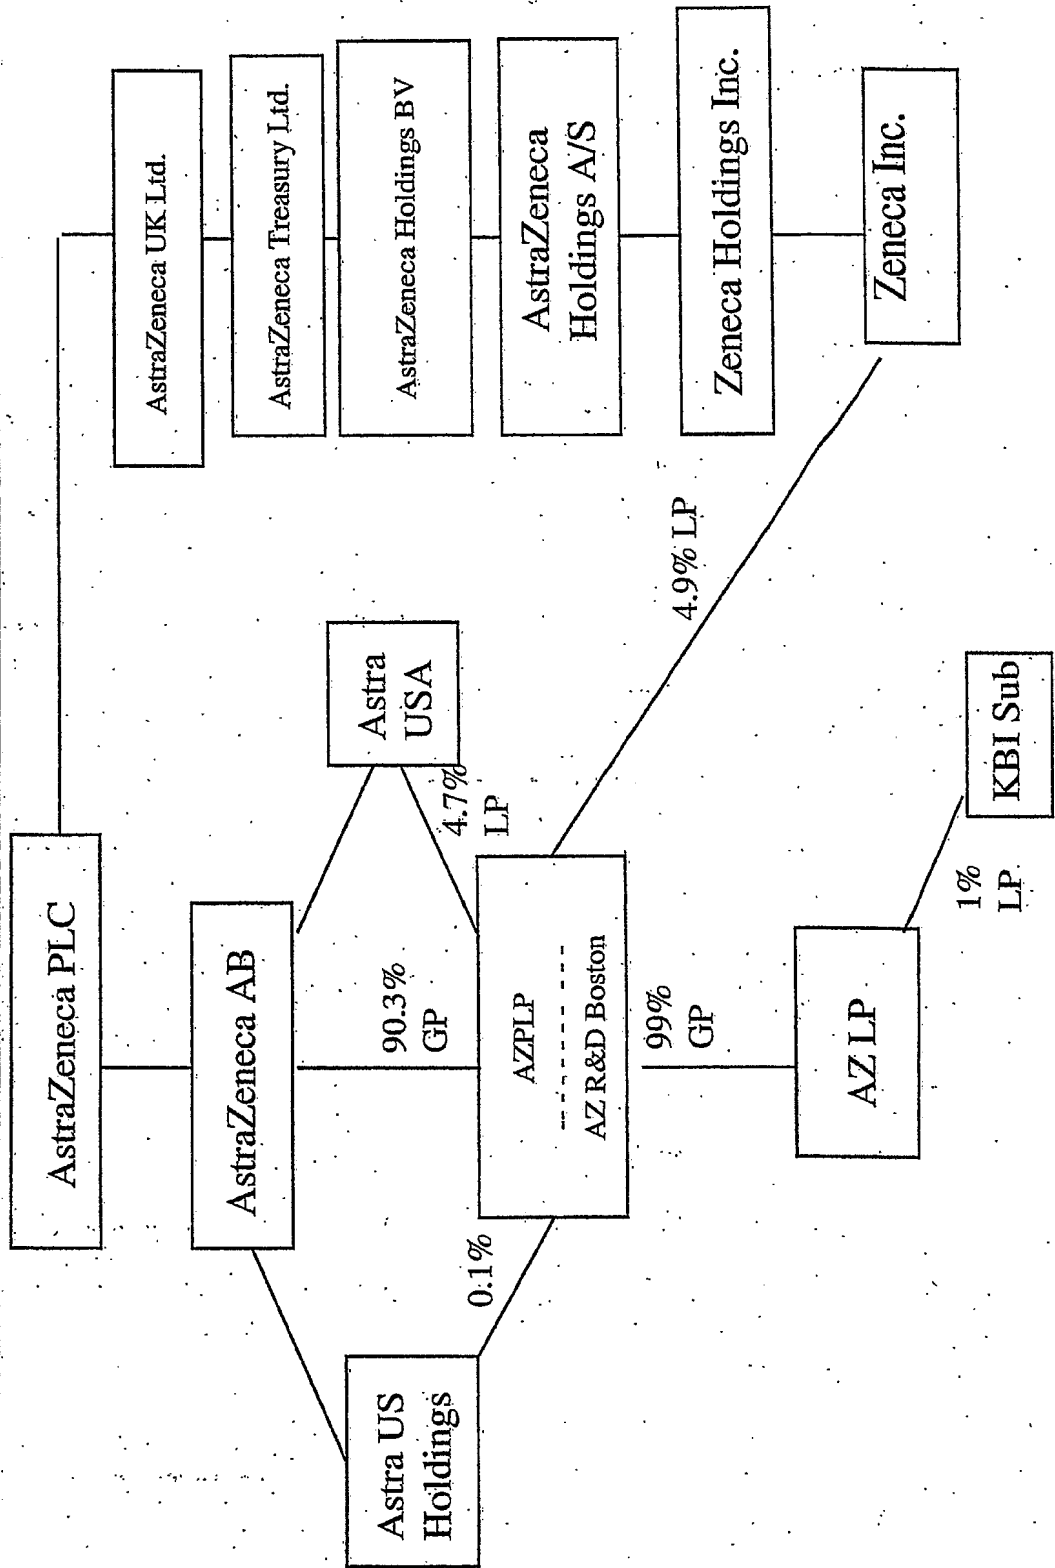 AstraZeneca PLC
AstraZeneca UK Ltd.
AstraZeneca AB
AstraZeneca Treasury Ltd.
Astra US
Holdings
Astra
USA
AstraZeneca Holdings BV
90.3%
GP
4.7%
LP
0.1%
AZPLP
AZ R&D Boston
AstraZeneca
Holdings A/S
99%
GP
4.9% LP
Zeneca Holdings Inc.
AZ LP
Zeneca Inc.
1%
LP
KBI Sub